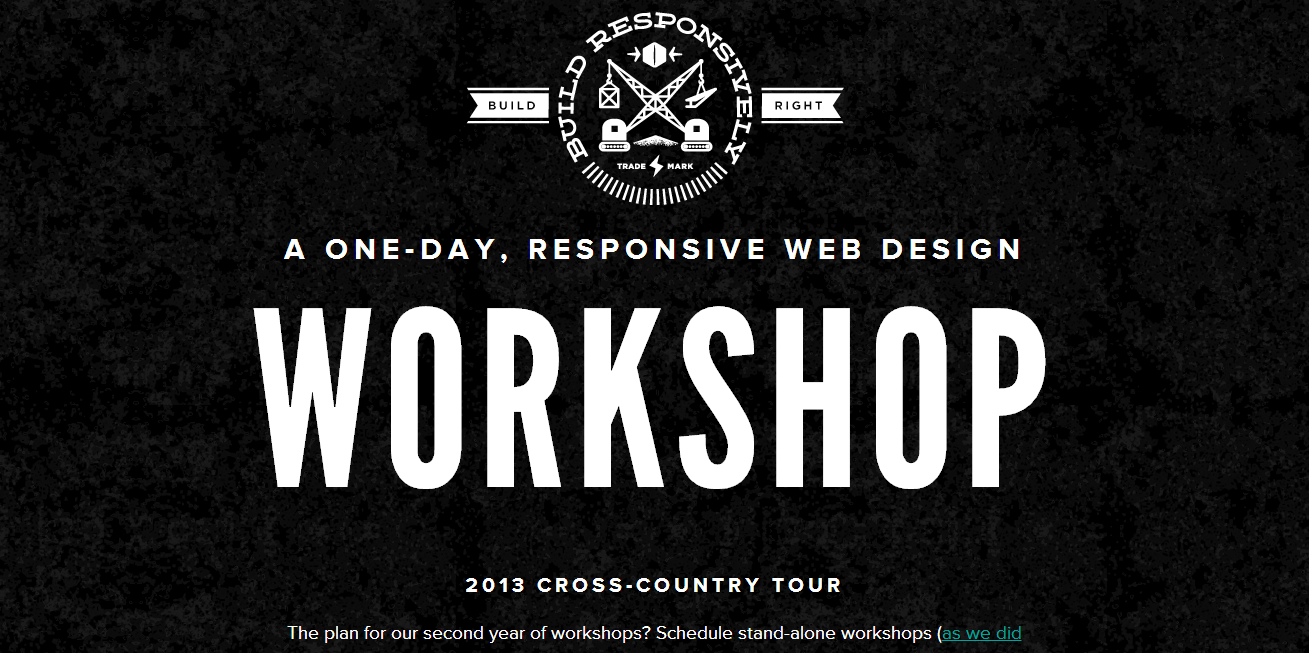 BUILD RESPONSIVELY
BUILD
RIGHT
TRADE MARK
A ONE-DAY, RESPONSIVE WEB DESIGN
WORKSHOP
2013 CROSS-COUNTRY TOUR
The plan for our second year of workshops? Schedule stand-alone workshops (as we did